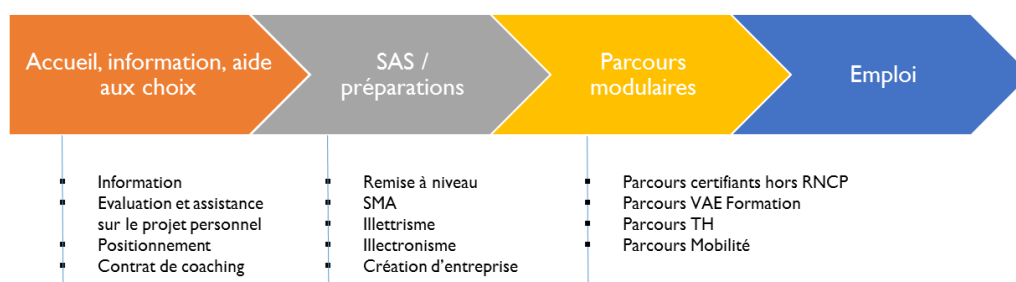 Accueil, information, aide
aux choix
SAS /
préparations
Parcours
modulaires
Emploi
Information
Evaluation et assistance
sur le projet personnel
Positionnement
Contrat de coaching
Remise à niveau
SMA
Illettrisme
Illectronisme
Création d'entreprise
Parcours certifiants hors RNCP
Parcours VAE Formation
Parcours TH
Parcours Mobilité